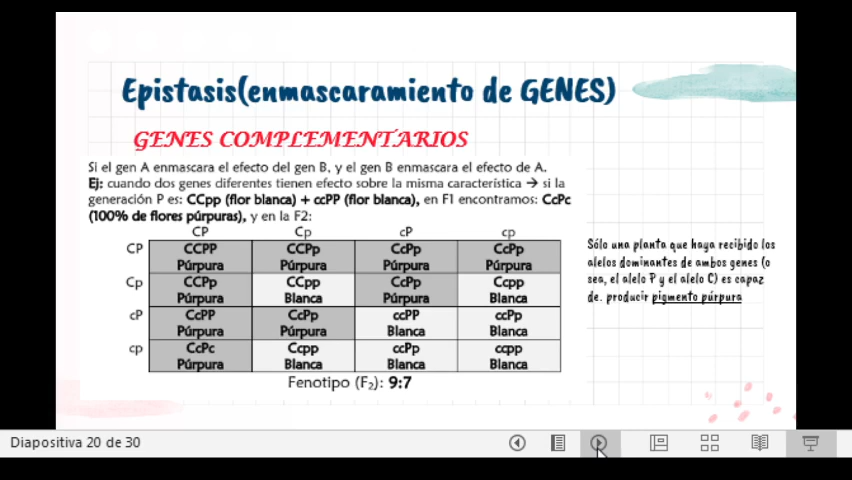 Epistasis(enmascaramiento de GENES)
GENES COMPLEMENTARIOS
Si el gen A enmascara el efecto del gen B, y el gen B enmascara el efecto de A.
Ej: cuando dos genes diferentes tienen efecto sobre la misma característica → si la
generación P es: CCpp (flor blanca) + ccPP (flor blanca), en F1 encontramos: CcPc
(100% de flores púrpuras), y en la F2:
CP Cp cP cp
CP CCPP CCPp CcPp CcPp
Púrpura Púrpura Púrpura Púrpura
Cp CCPp CCpp CcPp Ccpp
Púrpura Blanca Púrpura Blanca
cP CcPP CcPp ccPP ccPp
Púrpura Púrpura Blanca Blanca
cp CcPc Ccpp ccPp ccpp
Púrpura Blanca Blanca Blanca
Fenotipo (F₂): 9:7
Sólo una planta que haya recibido los
alelos dominantes de ambos genes (o
sea, el alelo P y el alelo C) es capaz
de. producir pigmento púrpura
Diapositiva 20 de 30